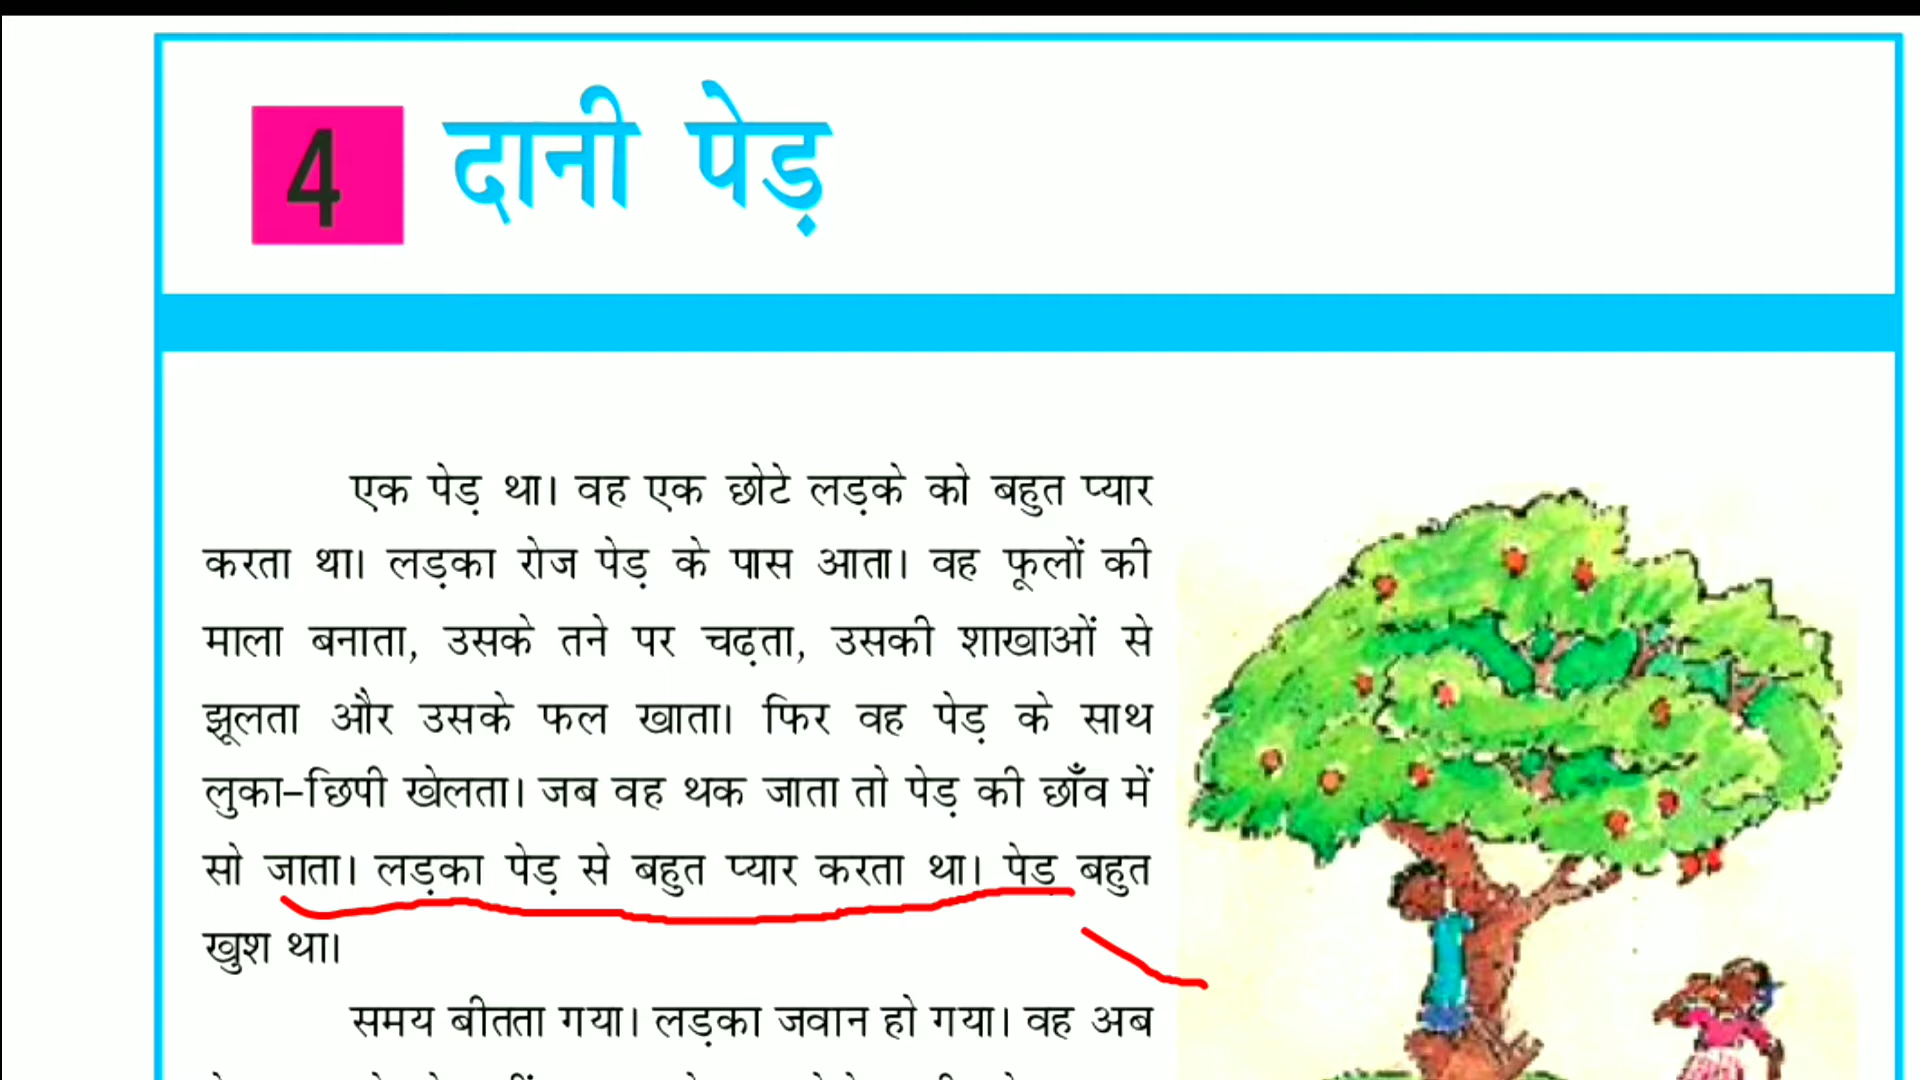 4 दानी पेड़
एक पेड़ था। वह एक छोटे लड़के को बहुत प्यार
करता था। लड़का रोज पेड़ के पास आता। वह फूलों की
माला बनाता, उसके तने पर चढ़ता, उसकी शाखाओं से
झूलता और उसके फल खाता। फिर वह पेड़ के साथ
लुका-छिपी खेलता। जब वह थक जाता तो पेड़ की छाँव में
सो जाता। लड़का पेड़ से बहुत प्यार करता था। पेड़ बहुत
खुश था।
समय बीतता गया। लड़का जवान हो गया। वह अब